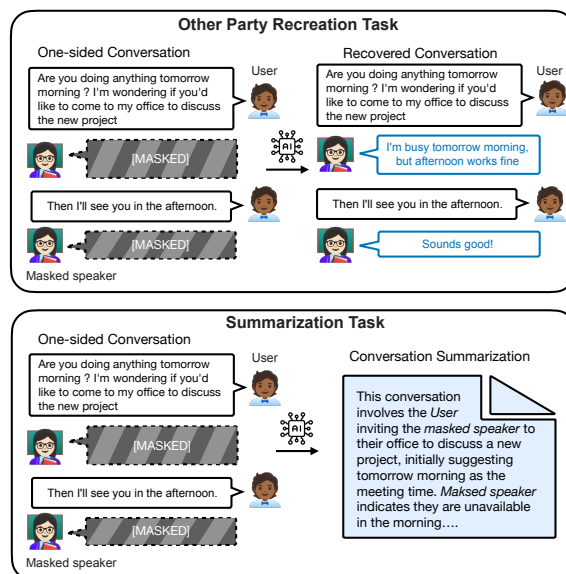 Other Party Recreation Task
One-sided Conversation
Recovered Conversation
Are you doing anything tomorrow
morning ? I'm wondering if you'd
like to come to my office to discuss
the new project
User
Are you doing anything tomorrow
morning ? I'm wondering if you'd
like to come to my office to discuss
the new project
User
[MASKED]
AI
I'm busy tomorrow morning,
but afternoon works fine
Then I'll see you in the afternoon.
Then I'll see you in the afternoon.
[MASKED]
Sounds good!
Masked speaker
Summarization Task
One-sided Conversation
User
Conversation Summarization
Are you doing anything tomorrow
morning ? I'm wondering if you'd
like to come to my office to discuss
the new project
[MASKED]
AI
Then I'll see you in the afternoon.
[MASKED]
Masked speaker
This conversation
involves the User
inviting the masked speaker to
their office to discuss a new
project, initially suggesting
tomorrow morning as the
meeting time. Maksed speaker
indicates they are unavailable
in the morning….